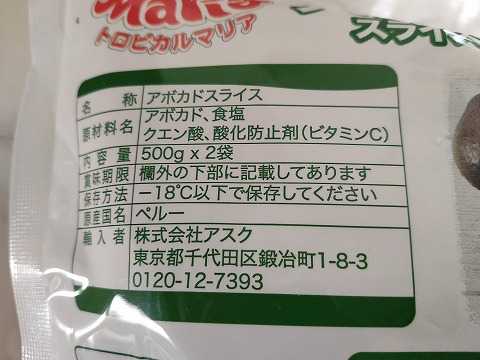 Maria
トロピカルマリア
スライス
名 称 アボカドスライス
原材料名 アボカド、食塩
クエン酸、酸化防止剤(ビタミンC)
内 容 量 500g x 2袋
賞味期限 欄外の下部に記載してあります
保存方法 －18℃以下で保存してください
原産国名 ペルー
輸 入 者 株式会社アスク
東京都千代田区鍛冶町1-8-3
0120-12-7393